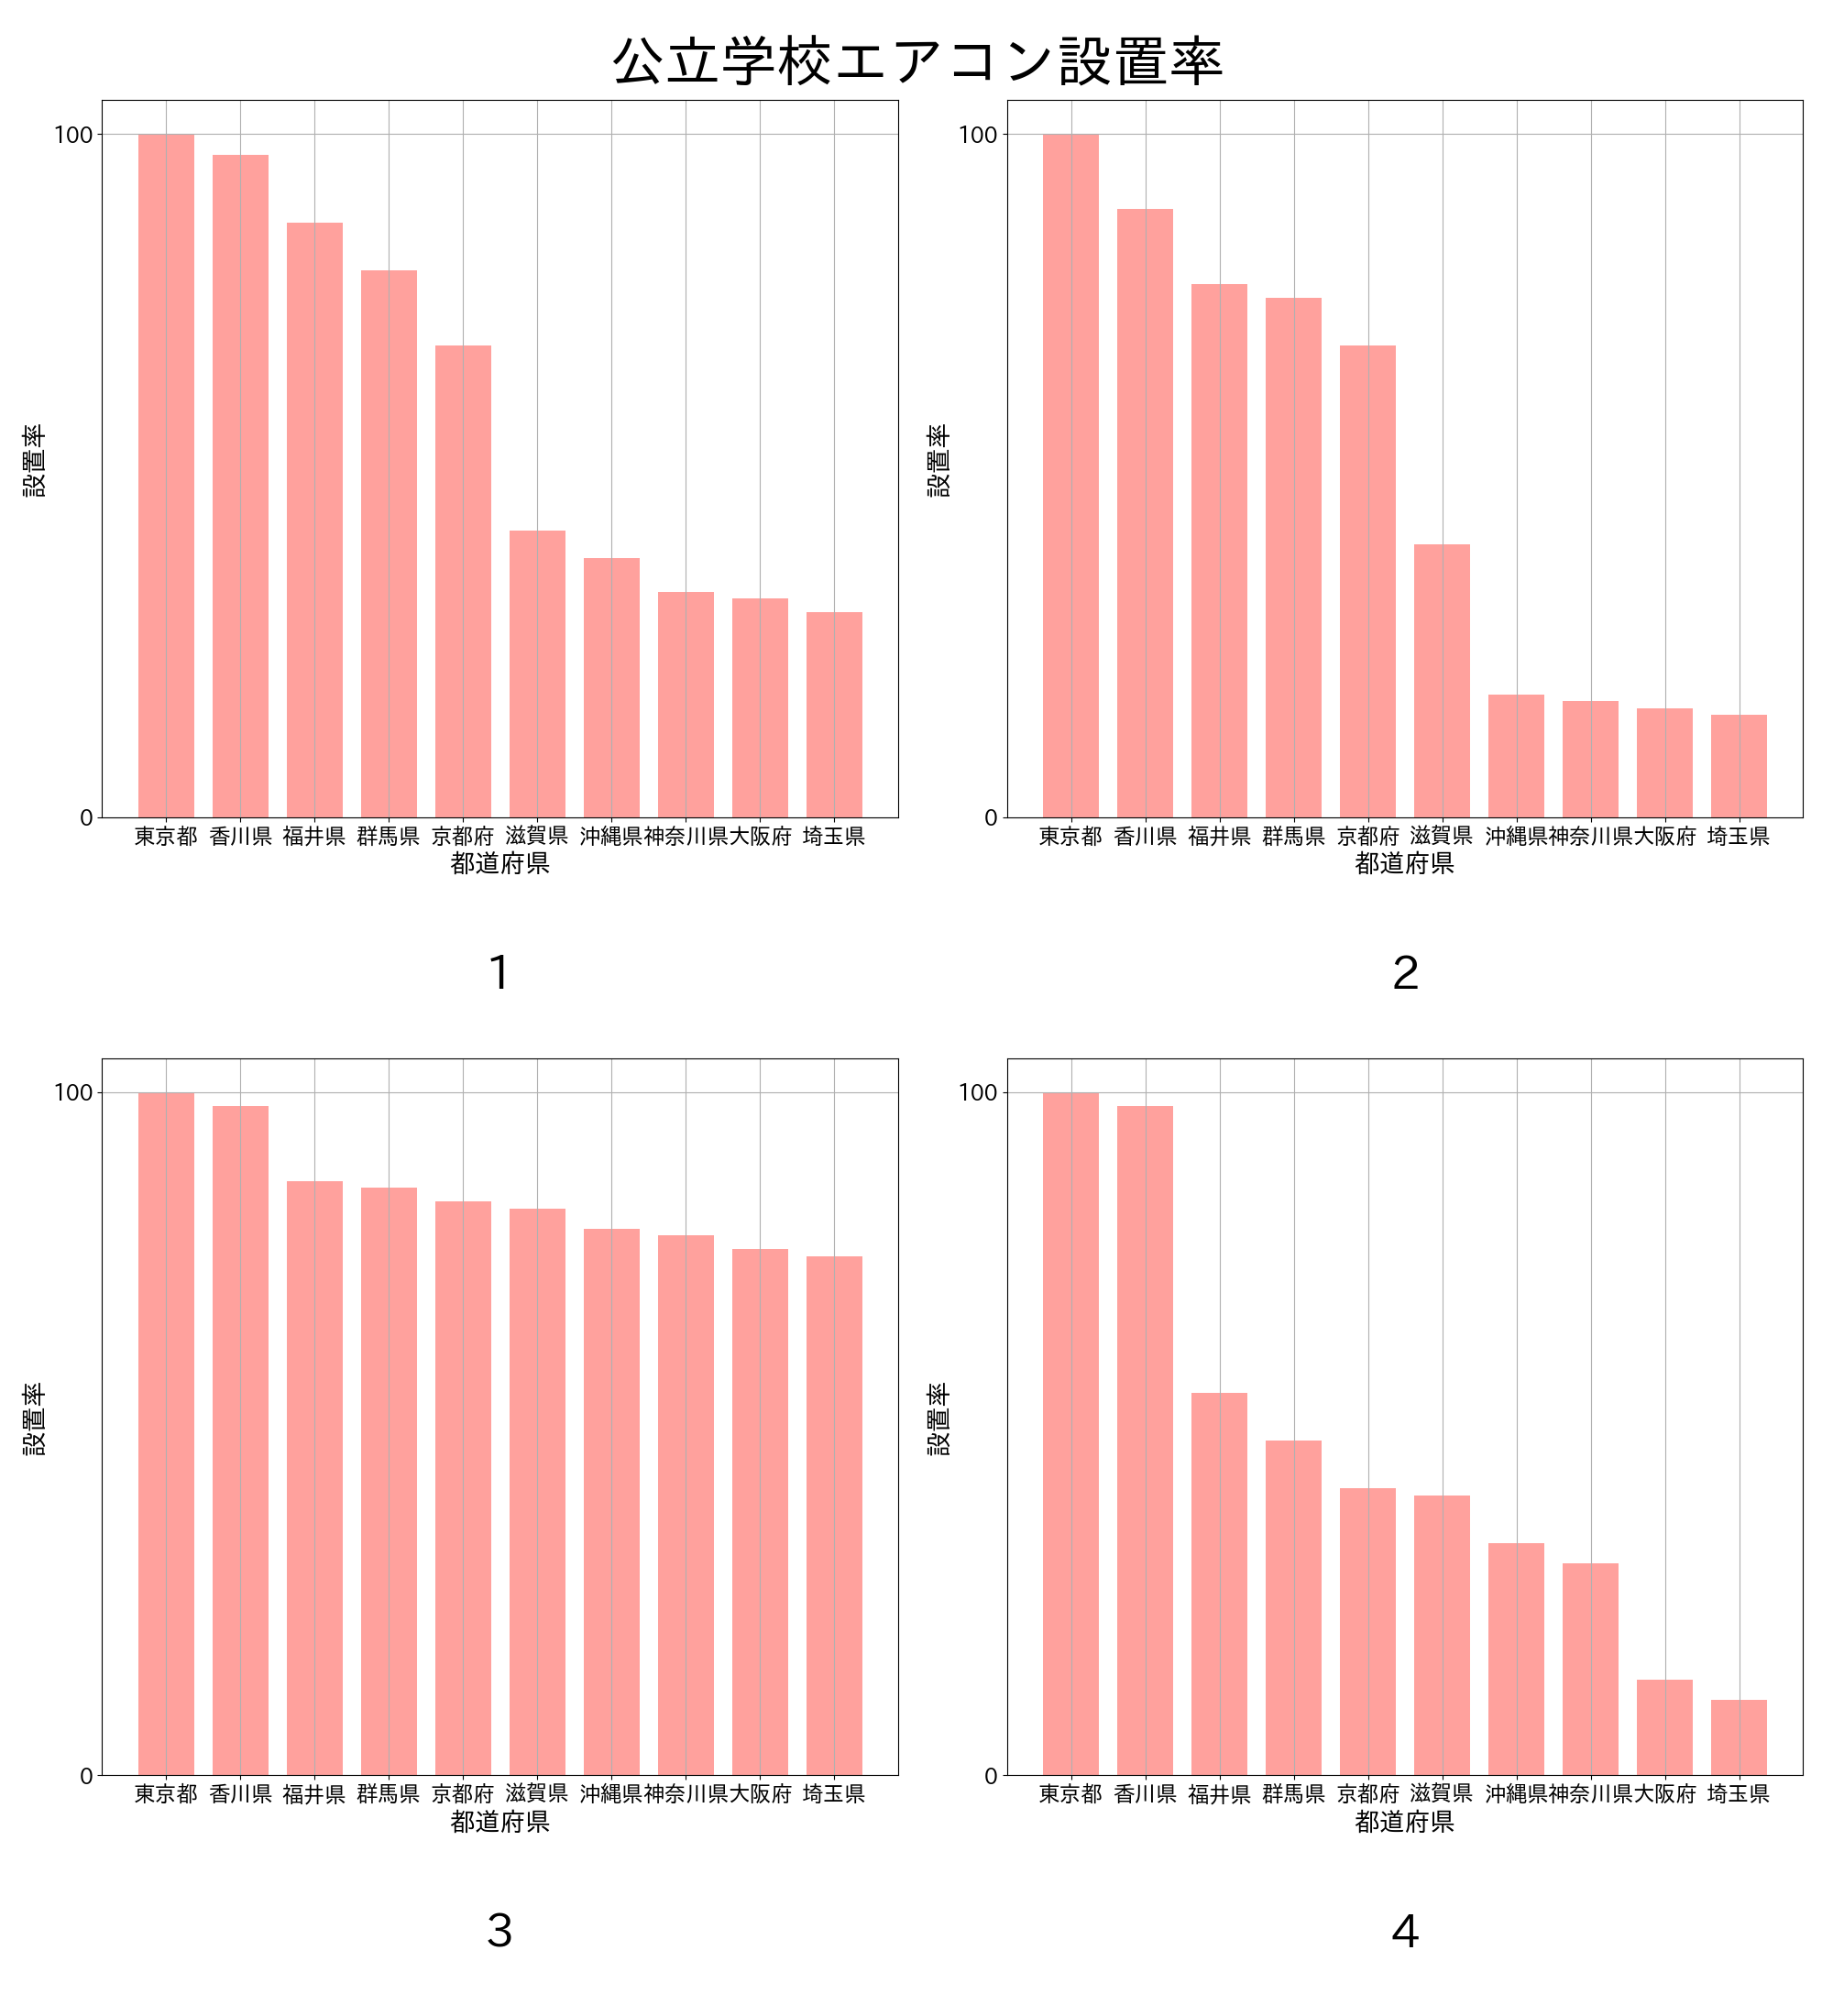 公立学校エアコン設置率
100
0
設置率
東京都 香川県 福井県 群馬県 京都府 滋賀県 沖縄県 神奈川県 大阪府 埼玉県
都道府県
1
100
0
設置率
東京都 香川県 福井県 群馬県 京都府 滋賀県 沖縄県 神奈川県 大阪府 埼玉県
都道府県
2
100
0
設置率
東京都 香川県 福井県 群馬県 京都府 滋賀県 沖縄県 神奈川県 大阪府 埼玉県
都道府県
3
100
0
設置率
東京都 香川県 福井県 群馬県 京都府 滋賀県 沖縄県 神奈川県 大阪府 埼玉県
都道府県
4